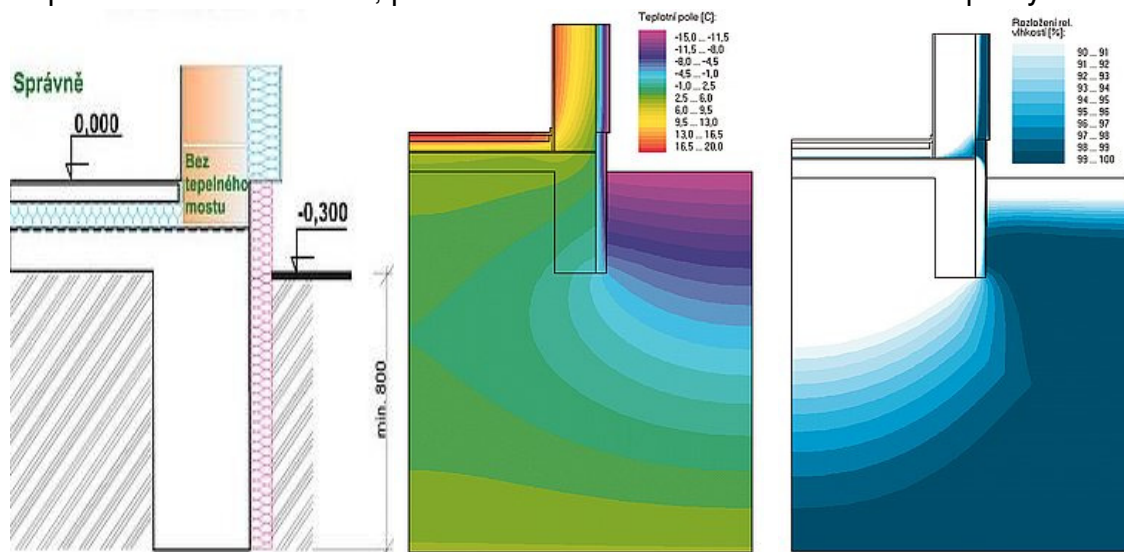 Správně
0,000
Bez
tepelného
mostu
-0,300
min. 800
Teplotní pole [C]:
-15,0 ... -11,5
-11,5 ... -8,0
-8,0 ... -4,5
-4,5 ... -1,0
-1,0 ... 2,5
2,5 ... 6,0
6,0 ... 9,5
9,5 ... 13,0
13,0 ... 16,5
16,5 ... 20,0
Rozložení rel.
vlhkostí [%]:
90 ... 91
91 ... 92
92 ... 93
93 ... 94
94 ... 95
95 ... 96
96 ... 97
97 ... 98
98 ... 99
99 ... 100